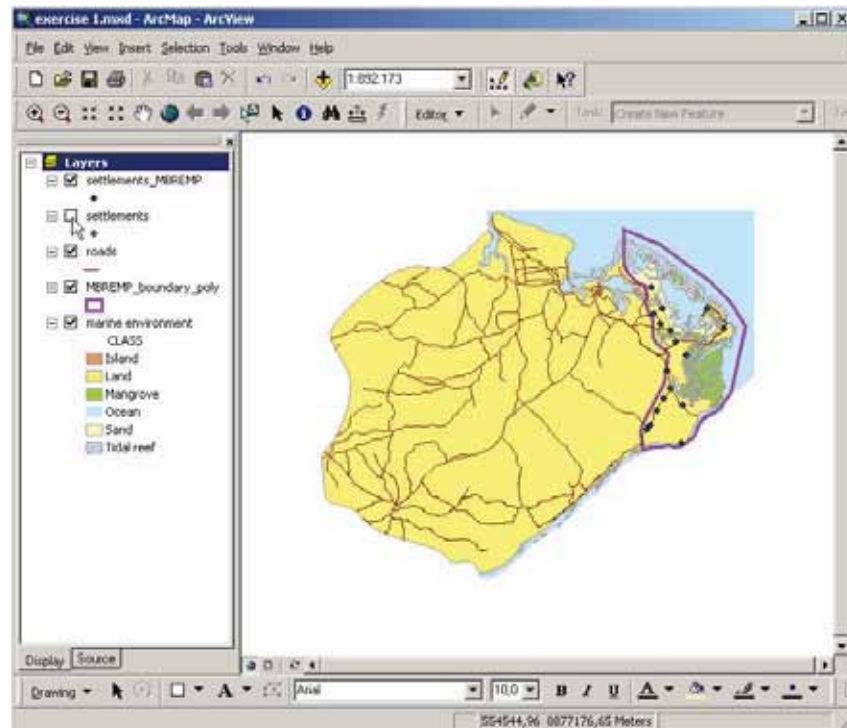 exercise 1.mxd - ArcMap - ArcView
File Edit View Insert Selection Tools Window Help
1:892.173
Editor Task: Create New Feature
Layers
settlements_MBREMP
settlements
roads
MBREMP_boundary_poly
marine environment
CLASS
Island
Land
Mangrove
Ocean
Sand
Tidal reef
Display Source
Drawing A Arial 10,0 B I U A
554544,96 8877176,65 Meters